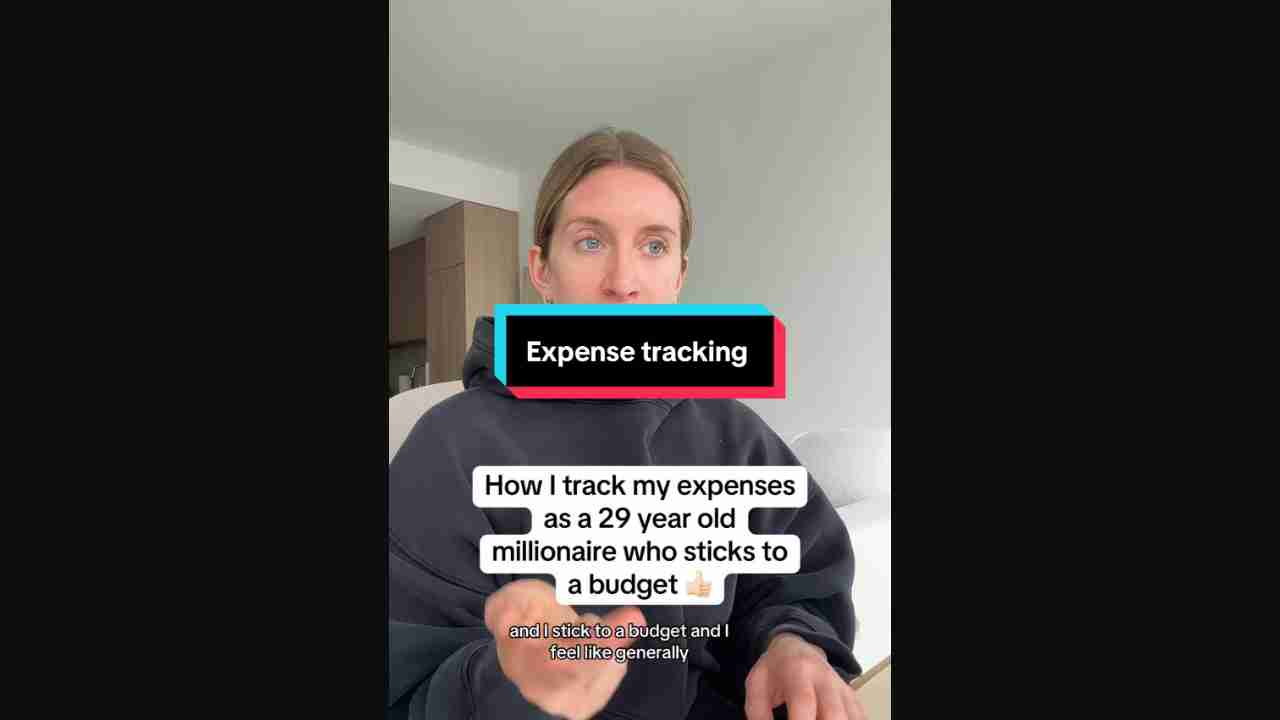 Expense tracking
How I track my expenses
as a 29 year old
millionaire who sticks to
a budget 👍🏻
and I stick to a budget and I
feel like generally